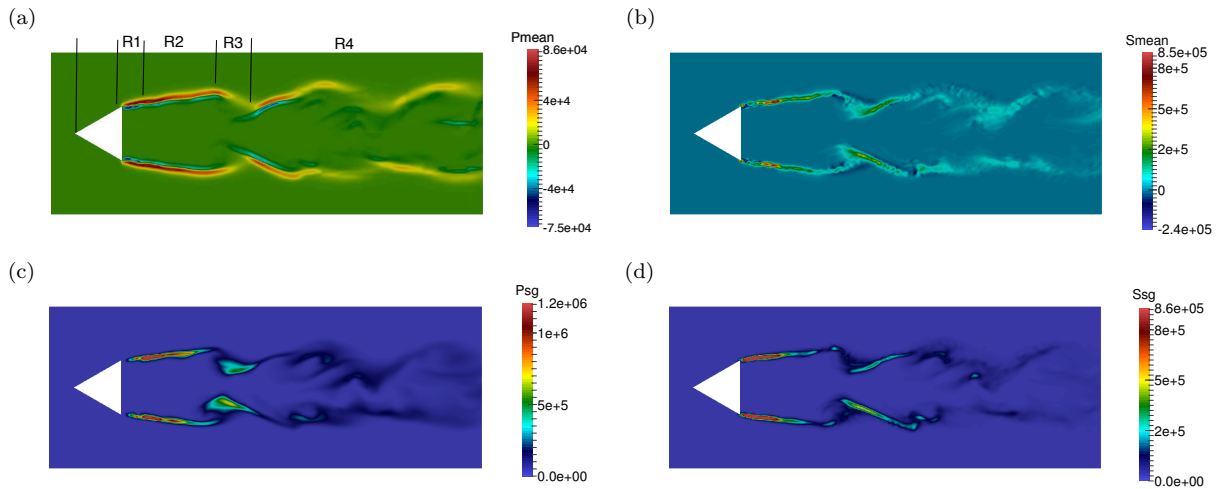 (a)
R1 R2 R3 R4
Pmean
8.6e+04
4e+4
0
-4e+4
-7.5e+04
(b)
Smean
8.5e+05
8e+5
5e+5
2e+5
0
-2.4e+05
(c)
Psg
1.2e+06
1e+6
5e+5
0.0e+00
(d)
Ssg
8.6e+05
8e+5
5e+5
2e+5
0.0e+00